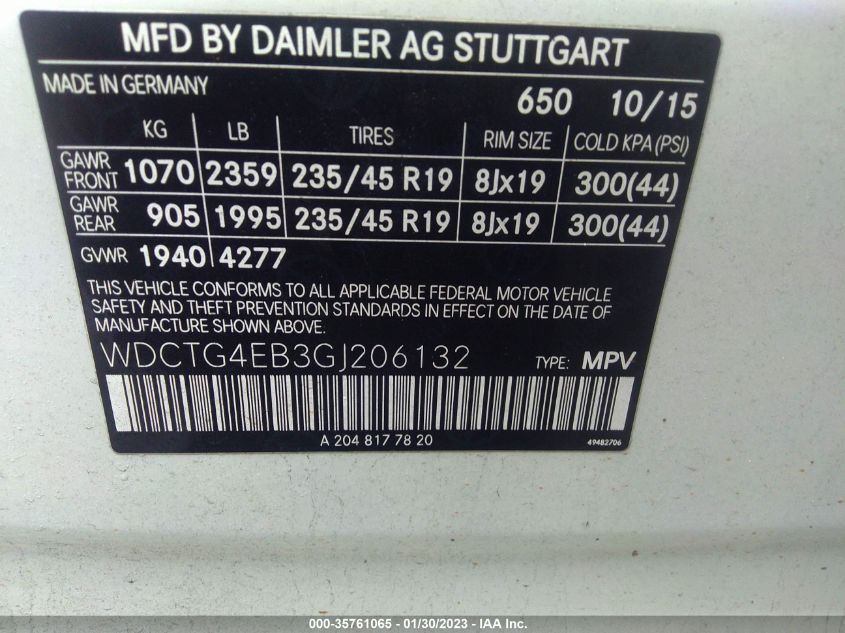 MFD BY DAIMLER AG STUTTGART
MADE IN GERMANY
650 10/15
KG LB TIRES RIM SIZE COLD KPA (PSI)
GAWR FRONT 1070 2359 235/45 R19 8Jx19 300(44)
GAWR REAR 905 1995 235/45 R19 8Jx19 300(44)
GVWR 1940 4277
THIS VEHICLE CONFORMS TO ALL APPLICABLE FEDERAL MOTOR VEHICLE
SAFETY AND THEFT PREVENTION STANDARDS IN EFFECT ON THE DATE OF
MANUFACTURE SHOWN ABOVE.
WDCTG4EB3GJ206132 TYPE: MPV
A 204 817 78 20 49482706
000-35761065 - 01/30/2023 - IAA Inc.